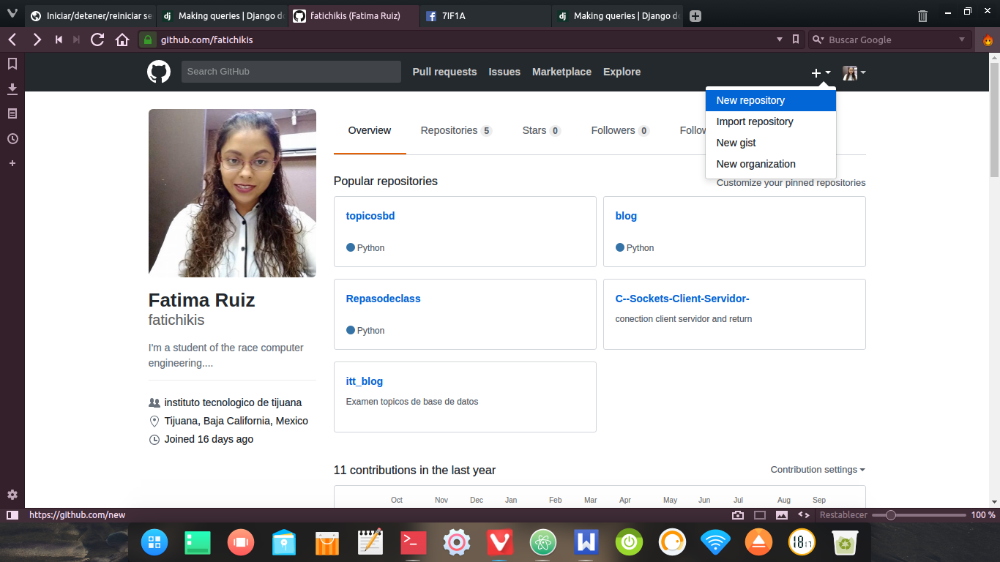 Iniciar/detener/reiniciar se
Making queries | Django do
fatichikis (Fatima Ruiz)
7IF1A
Making queries | Django do
github.com/fatichikis
Buscar Google
Search GitHub
Pull requests Issues Marketplace Explore
New repository
Import repository
New gist
New organization
Overview Repositories 5 Stars 0 Followers 0 Follow
Popular repositories
Customize your pinned repositories
topicosbd
Python
blog
Python
Repasodeclass
Python
C--Sockets-Client-Servidor-
conection client servidor and return
itt_blog
Examen topicos de base de datos
Fatima Ruiz
fatichikis
I'm a student of the race computer
engineering....
instituto tecnologico de tijuana
Tijuana, Baja California, Mexico
Joined 16 days ago
11 contributions in the last year
Contribution settings
Oct Nov Dec Jan Feb Mar Apr May Jun Jul Aug Sep
https://github.com/new
Restablecer 100 %
18:17